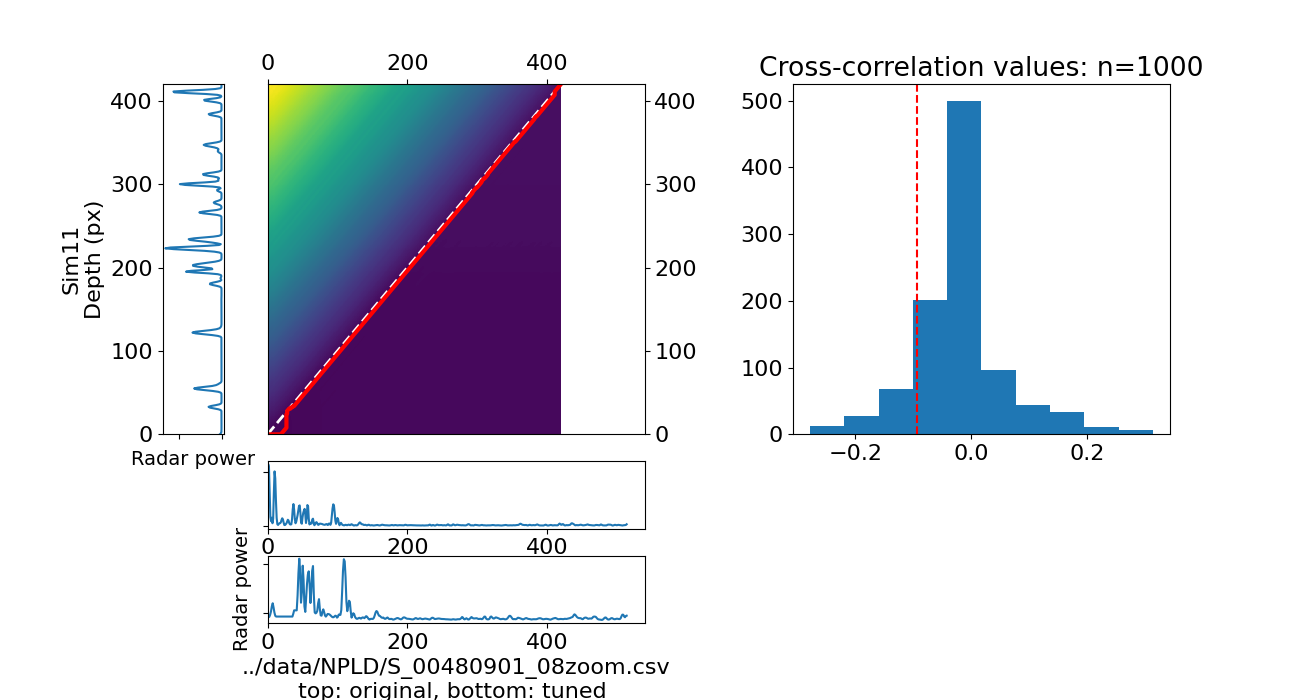 Cross-correlation values: n=1000
0 200 400
400
300
200
100
0
Sim11
Depth (px)
Radar power
400
300
200
100
0
500
400
300
200
100
0
−0.2 0.0 0.2
0 200 400
Radar power
0 200 400
../data/NPLD/S_00480901_08zoom.csv
top: original, bottom: tuned